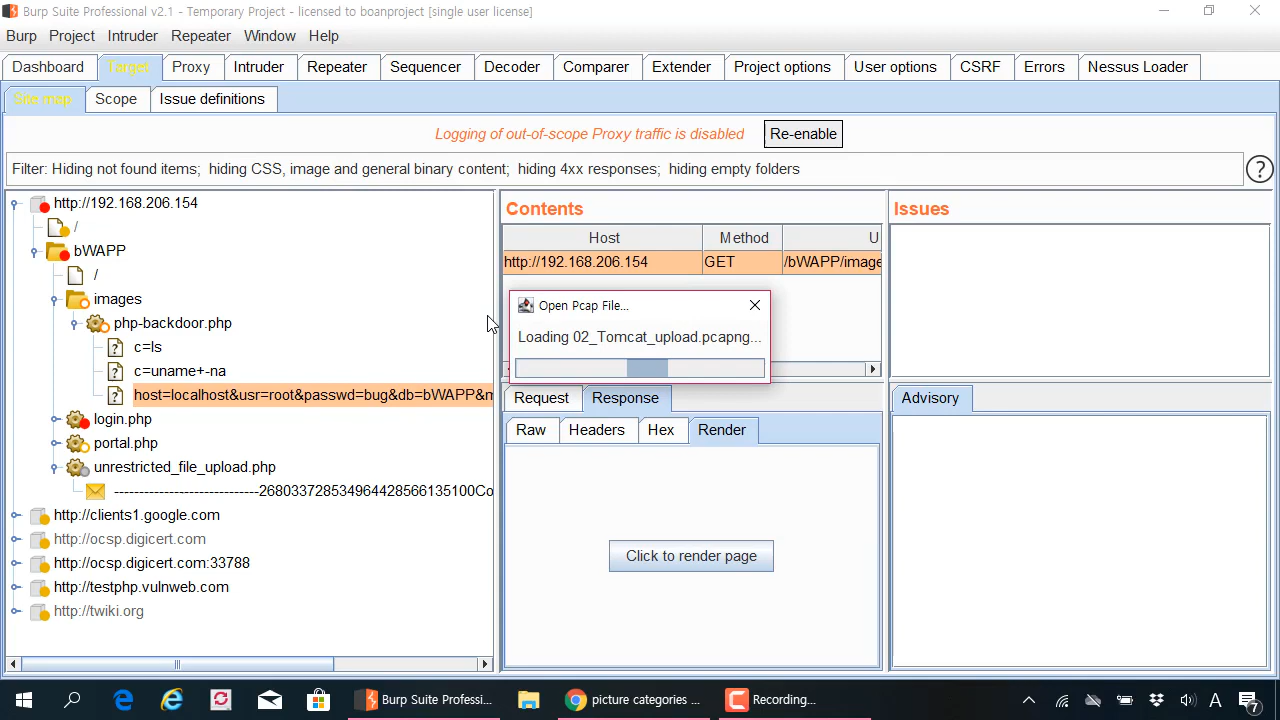 Burp Suite Professional v2.1 - Temporary Project - licensed to boanproject [single user license]
Burp Project Intruder Repeater Window Help
Dashboard Target Proxy Intruder Repeater Sequencer Decoder Comparer Extender Project options User options CSRF Errors Nessus Loader
Site map Scope Issue definitions
Logging of out-of-scope Proxy traffic is disabled Re-enable
Filter: Hiding not found items; hiding CSS, image and general binary content; hiding 4xx responses; hiding empty folders ?
http://192.168.206.154
/
bWAPP
/
images
php-backdoor.php
c=ls
c=uname+-na
host=localhost&usr=root&passwd=bug&db=bWAPP&
login.php
portal.php
unrestricted_file_upload.php
-----------------------------268033728534964428566135100Co
http://clients1.google.com
http://ocsp.digicert.com
http://ocsp.digicert.com:33788
http://testphp.vulnweb.com
http://twiki.org
Contents
Host Method U
http://192.168.206.154 GET /bWAPP/image
Open Pcap File...
Loading 02_Tomcat_upload.pcapng...
Request Response
Raw Headers Hex Render
Click to render page
Issues
Advisory
Burp Suite Professi... picture categories ... Recording... A 7